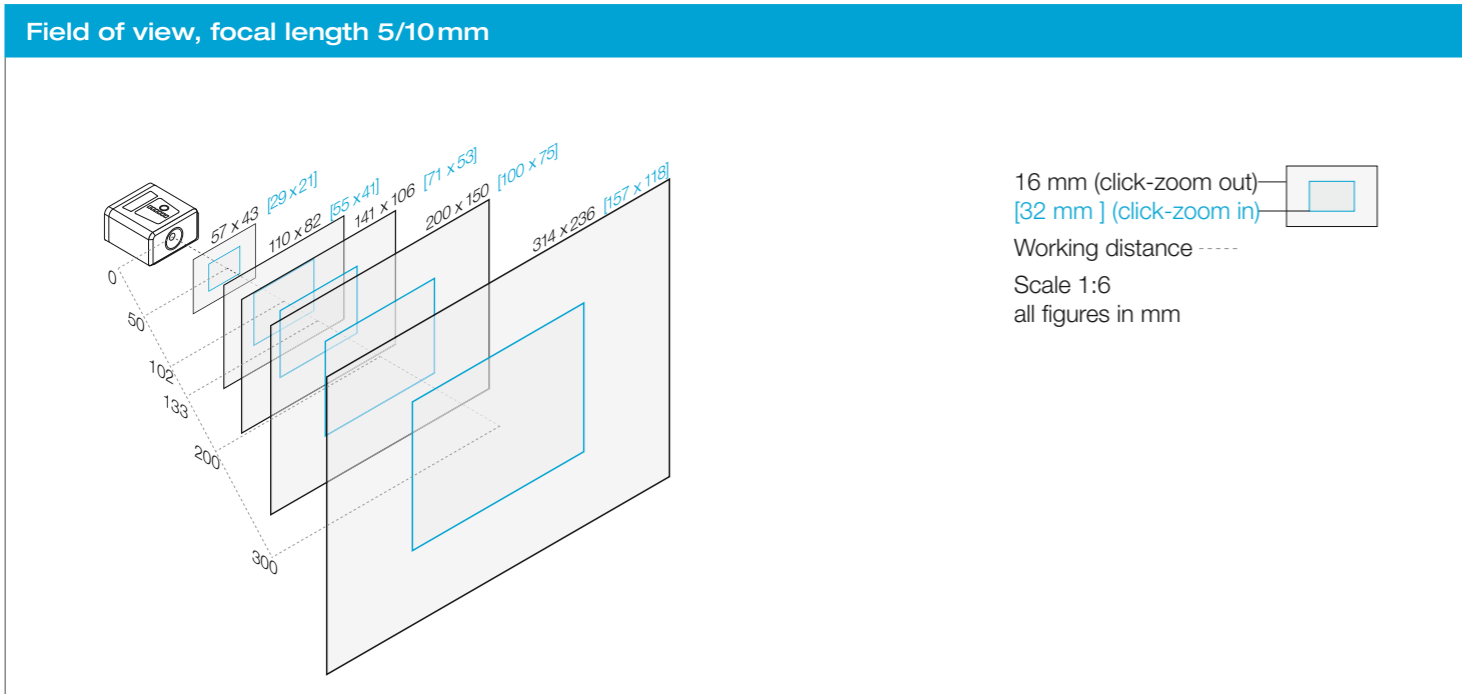 Field of view, focal length 5/10 mm
57 x 43 [29 x 21]
110 x 82 [55 x 41]
141 x 106 [71 x 53]
200 x 150 [100 x 75]
314 x 236 [157 x 118]
0
50
102
133
200
300
16 mm (click-zoom out)
[32 mm ] (click-zoom in)
Working distance
Scale 1:6
all figures in mm